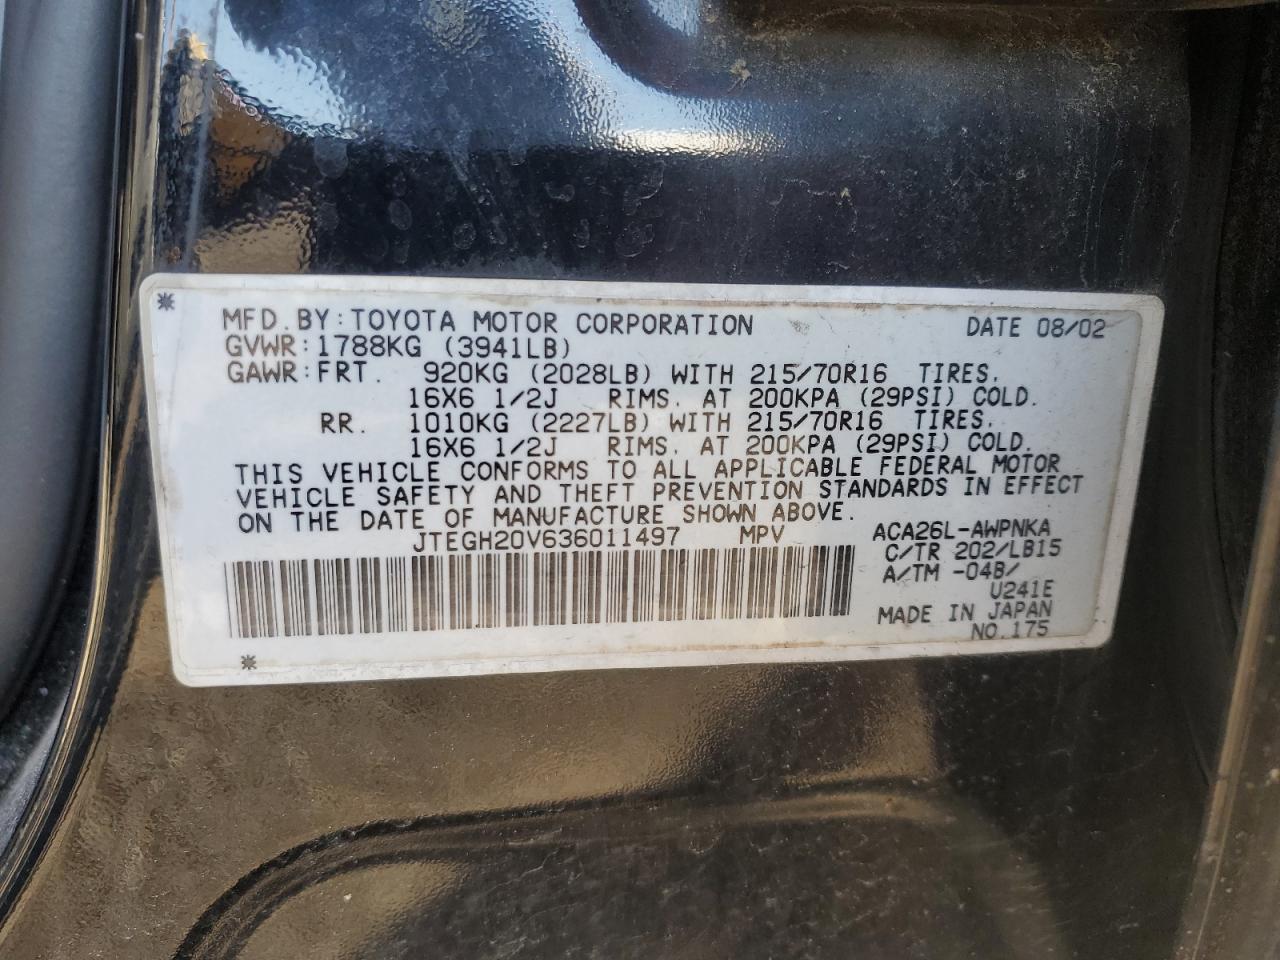 MFD. BY: TOYOTA MOTOR CORPORATION DATE 08/02
GVWR: 1788KG (3941LB)
GAWR: FRT. 920KG (2028LB) WITH 215/70R16 TIRES.
16X6 1/2J RIMS. AT 200KPA (29PSI) COLD.
RR. 1010KG (2227LB) WITH 215/70R16 TIRES.
16X6 1/2J RIMS. AT 200KPA (29PSI) COLD.
THIS VEHICLE CONFORMS TO ALL APPLICABLE FEDERAL MOTOR
VEHICLE SAFETY AND THEFT PREVENTION STANDARDS IN EFFECT
ON THE DATE OF MANUFACTURE SHOWN ABOVE.
JTEGH20V636011497 MPV ACA26L-AWPNKA
C/TR 202/LB15
A/TM -04B/
U241E
MADE IN JAPAN
NO.175